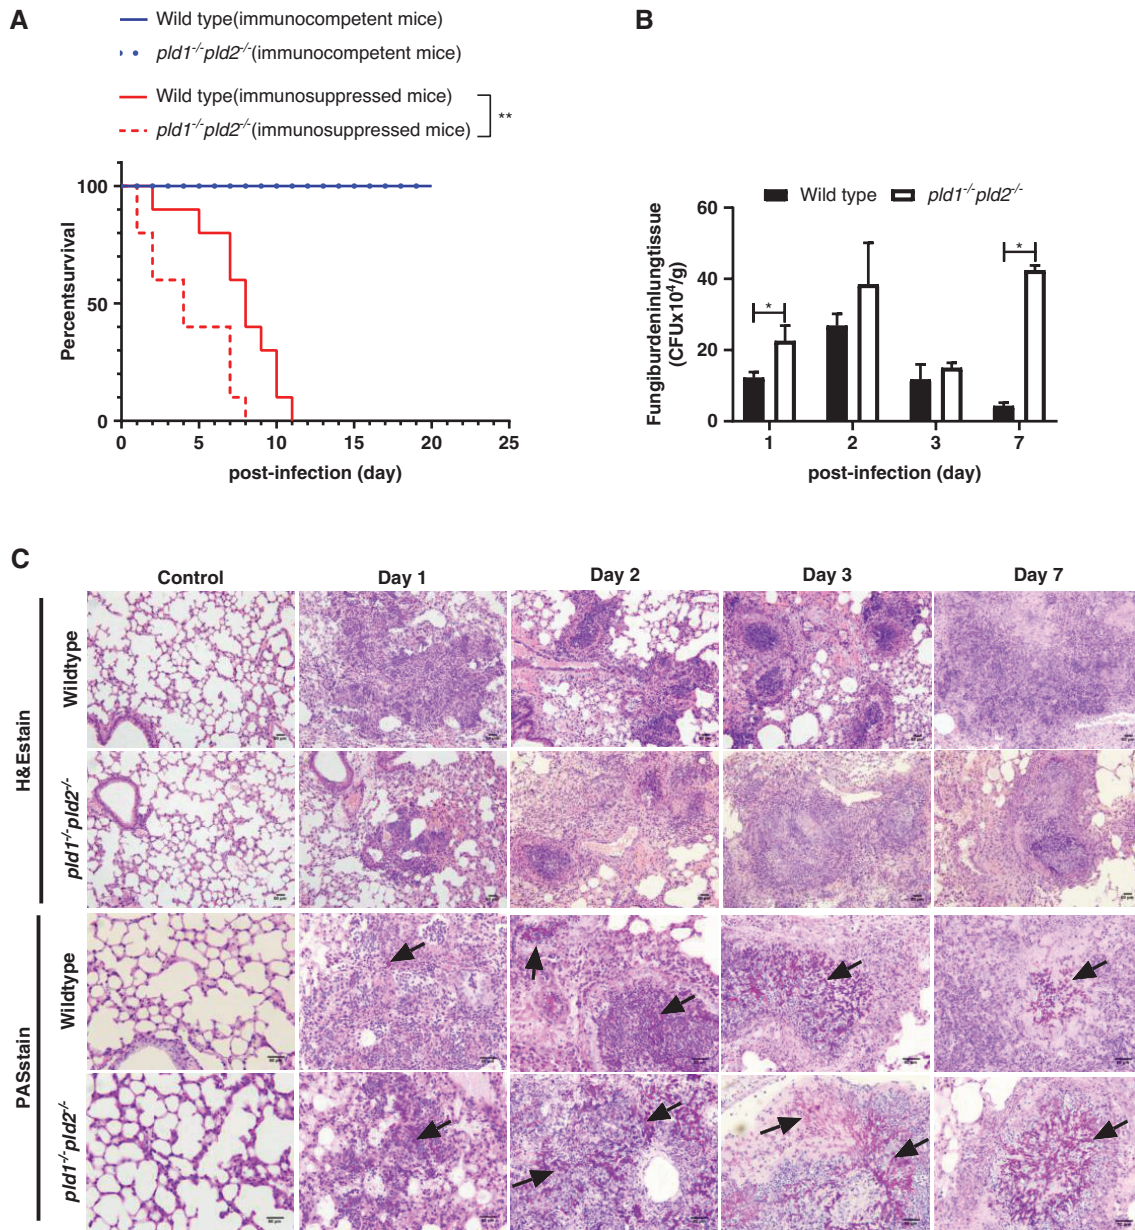 A
Wild type(immunocompetent mice)
pld1-/-pld2-/-(immunocompetent mice)
Wild type(immunosuppressed mice)
pld1-/-pld2-/-(immunosuppressed mice)
**
Percentsurvival
100
50
0
0 5 10 15 20 25
post-infection (day)
B
Wild type pld1-/-pld2-/-
Fungiburdeninlungtissue
(CFUx10⁴/g)
60
40
20
0
*
*
1 2 3 7
post-infection (day)
C
Control Day 1 Day 2 Day 3 Day 7
H&Estain
Wildtype
pld1-/-pld2-/-
PASstain
Wildtype
pld1-/-pld2-/-